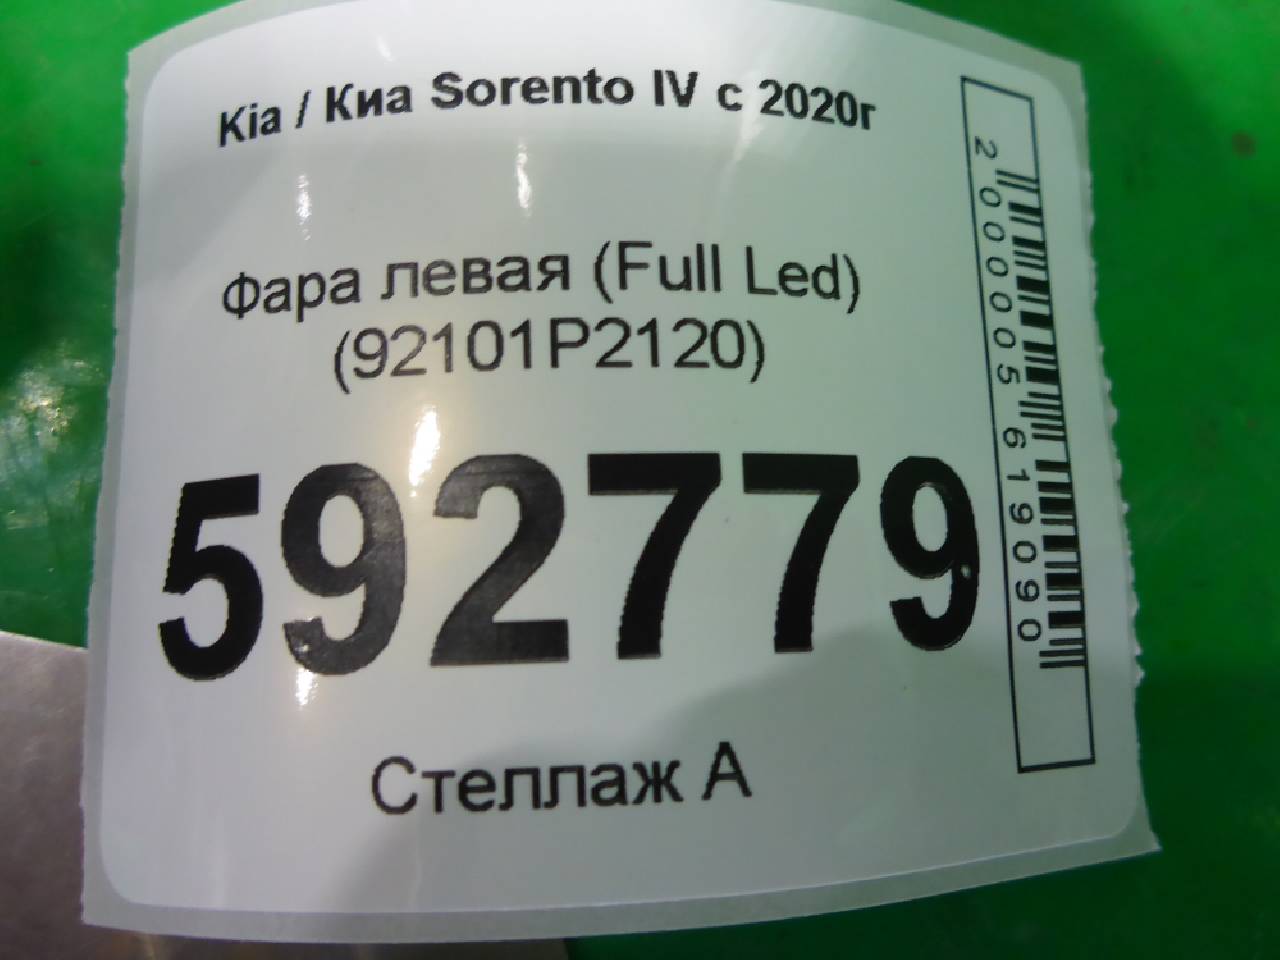 Kia / Киа Sorento IV с 2020г
Фара левая (Full Led)
(92101P2120)
592779
Стеллаж А
2000005619090